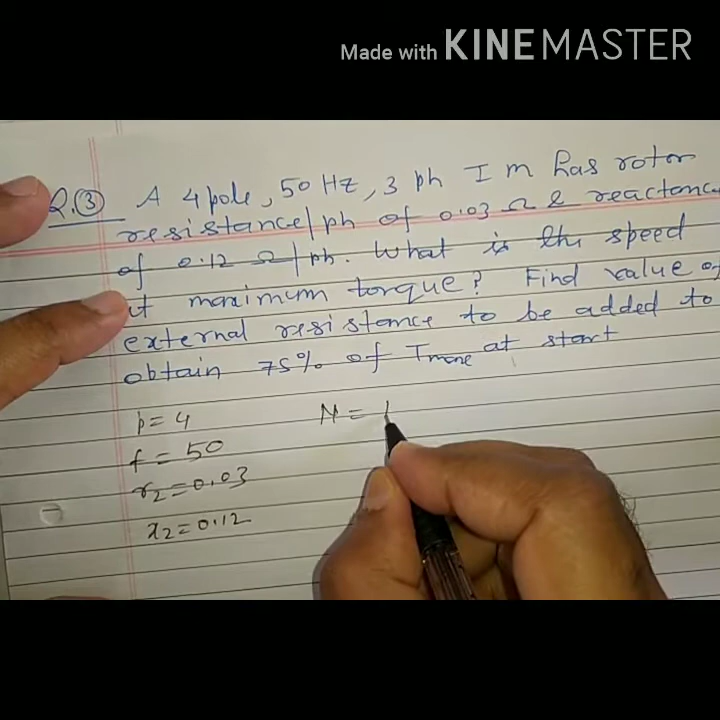 Made with KINEMASTER
Q.③ A 4 pole, 50 Hz, 3 ph I m has rotor
resistance/ph of 0.03 Ω & reactance
of 0.12 Ω/ph. What is the speed
at maximum torque? Find value of
external resistance to be added to
obtain 75% of Tmax at start
p = 4
N =
f = 50
r₂ = 0.03
x₂ = 0.12